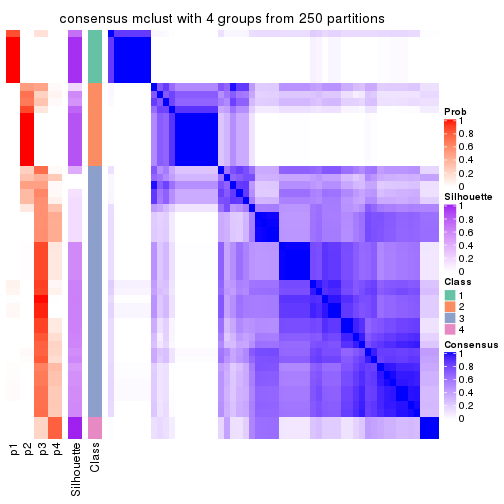 consensus mclust with 4 groups from 250 partitions
Prob
1
0.8
0.6
0.4
0.2
0
Silhouette
1
0.8
0.6
0.4
0.2
0
Class
1
2
3
4
Consensus
1
0.8
0.6
0.4
0.2
0
p1
p2
p3
p4
Silhouette
Class